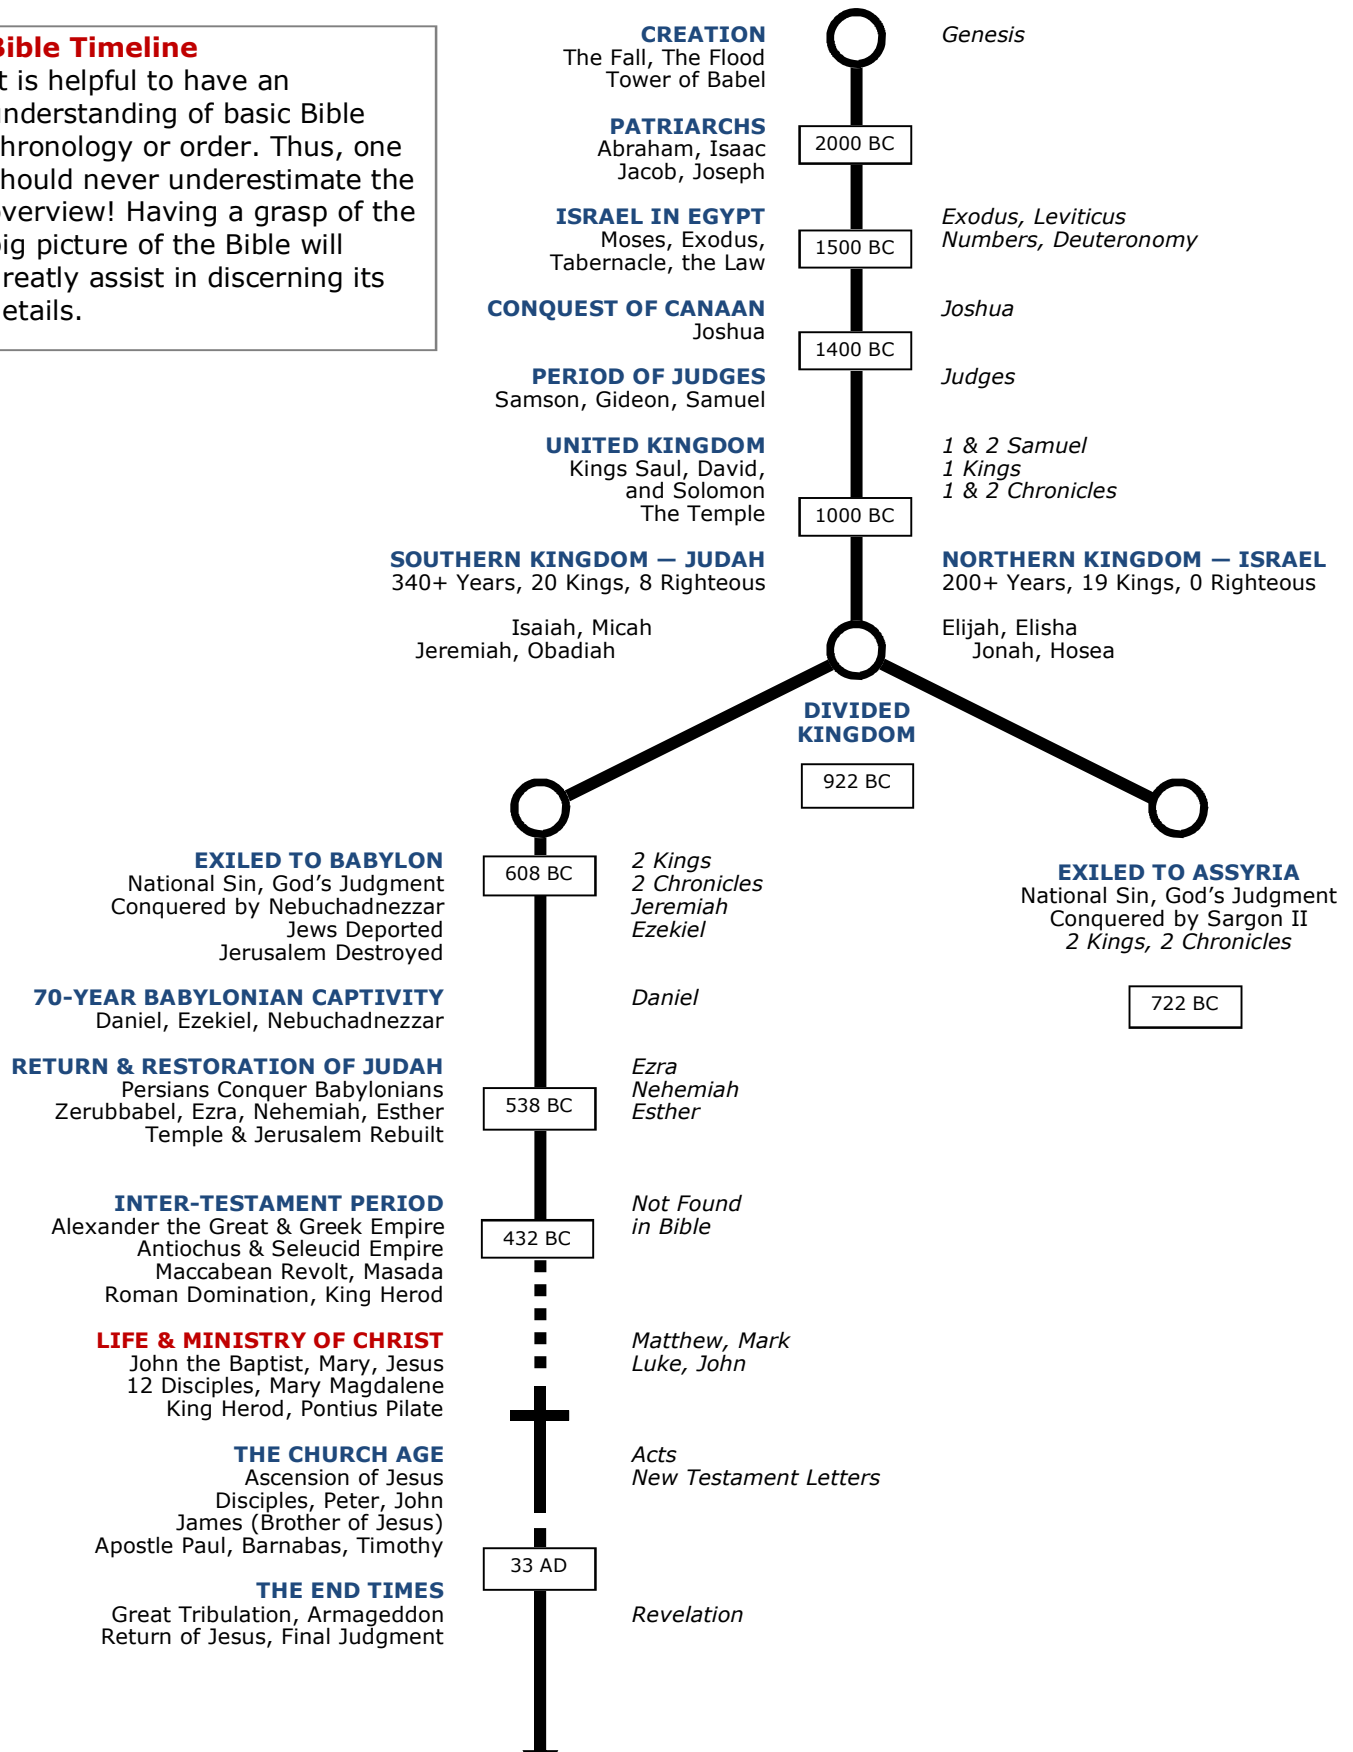 Bible Timeline
t is helpful to have an
nderstanding of basic Bible
hronology or order. Thus, one
hould never underestimate the
overview! Having a grasp of the
big picture of the Bible will
reatly assist in discerning its
etails.
CREATION
The Fall, The Flood
Tower of Babel
Genesis
PATRIARCHS
Abraham, Isaac
Jacob, Joseph
2000 BC
ISRAEL IN EGYPT
Moses, Exodus,
Tabernacle, the Law
1500 BC
Exodus, Leviticus
Numbers, Deuteronomy
CONQUEST OF CANAAN
Joshua
Joshua
1400 BC
PERIOD OF JUDGES
Samson, Gideon, Samuel
Judges
UNITED KINGDOM
Kings Saul, David,
and Solomon
The Temple
1 & 2 Samuel
1 Kings
1 & 2 Chronicles
1000 BC
SOUTHERN KINGDOM — JUDAH
340+ Years, 20 Kings, 8 Righteous
Isaiah, Micah
Jeremiah, Obadiah
NORTHERN KINGDOM — ISRAEL
200+ Years, 19 Kings, 0 Righteous
Elijah, Elisha
Jonah, Hosea
DIVIDED
KINGDOM
922 BC
EXILED TO BABYLON
National Sin, God’s Judgment
Conquered by Nebuchadnezzar
Jews Deported
Jerusalem Destroyed
608 BC
2 Kings
2 Chronicles
Jeremiah
Ezekiel
EXILED TO ASSYRIA
National Sin, God’s Judgment
Conquered by Sargon II
2 Kings, 2 Chronicles
722 BC
70-YEAR BABYLONIAN CAPTIVITY
Daniel, Ezekiel, Nebuchadnezzar
Daniel
RETURN & RESTORATION OF JUDAH
Persians Conquer Babylonians
Zerubbabel, Ezra, Nehemiah, Esther
Temple & Jerusalem Rebuilt
538 BC
Ezra
Nehemiah
Esther
INTER-TESTAMENT PERIOD
Alexander the Great & Greek Empire
Antiochus & Seleucid Empire
Maccabean Revolt, Masada
Roman Domination, King Herod
432 BC
Not Found
in Bible
LIFE & MINISTRY OF CHRIST
John the Baptist, Mary, Jesus
12 Disciples, Mary Magdalene
King Herod, Pontius Pilate
Matthew, Mark
Luke, John
THE CHURCH AGE
Ascension of Jesus
Disciples, Peter, John
James (Brother of Jesus)
Apostle Paul, Barnabas, Timothy
Acts
New Testament Letters
33 AD
THE END TIMES
Great Tribulation, Armageddon
Return of Jesus, Final Judgment
Revelation